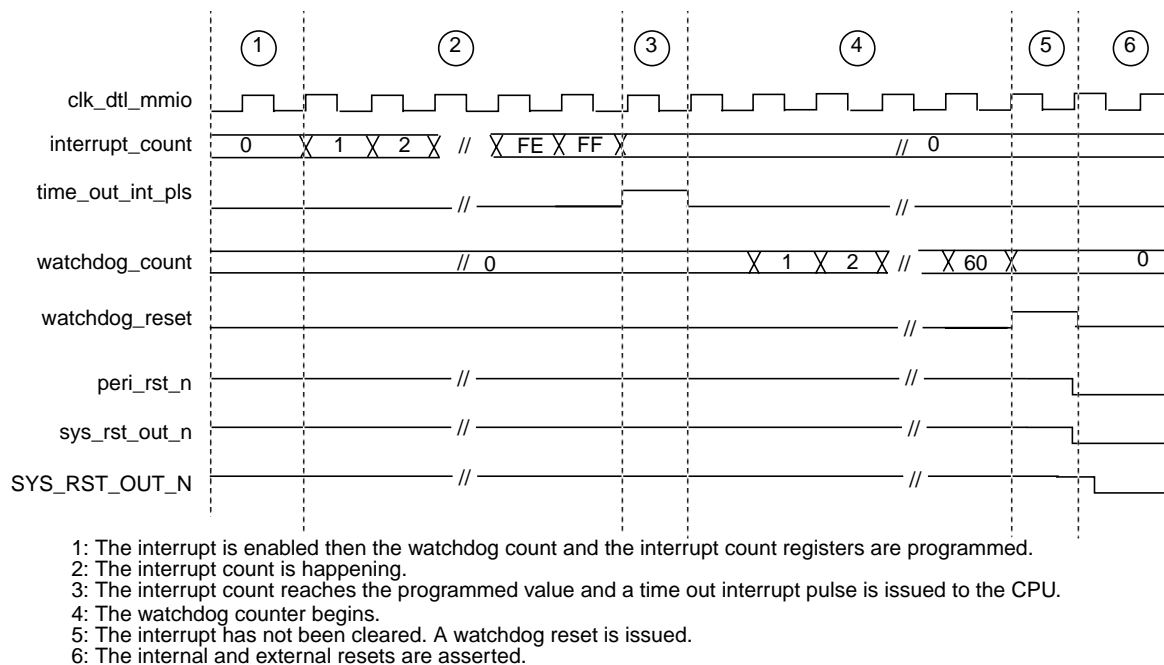 1 2 3 4 5 6
clk_dtl_mmio
interrupt_count 0 1 2 // FE FF // 0
time_out_int_pls // //
watchdog_count // 0 1 2 // 60 0
watchdog_reset //
peri_rst_n // //
sys_rst_out_n // //
SYS_RST_OUT_N // //
1: The interrupt is enabled then the watchdog count and the interrupt count registers are programmed.
2: The interrupt count is happening.
3: The interrupt count reaches the programmed value and a time out interrupt pulse is issued to the CPU.
4: The watchdog counter begins.
5: The interrupt has not been cleared. A watchdog reset is issued.
6: The internal and external resets are asserted.